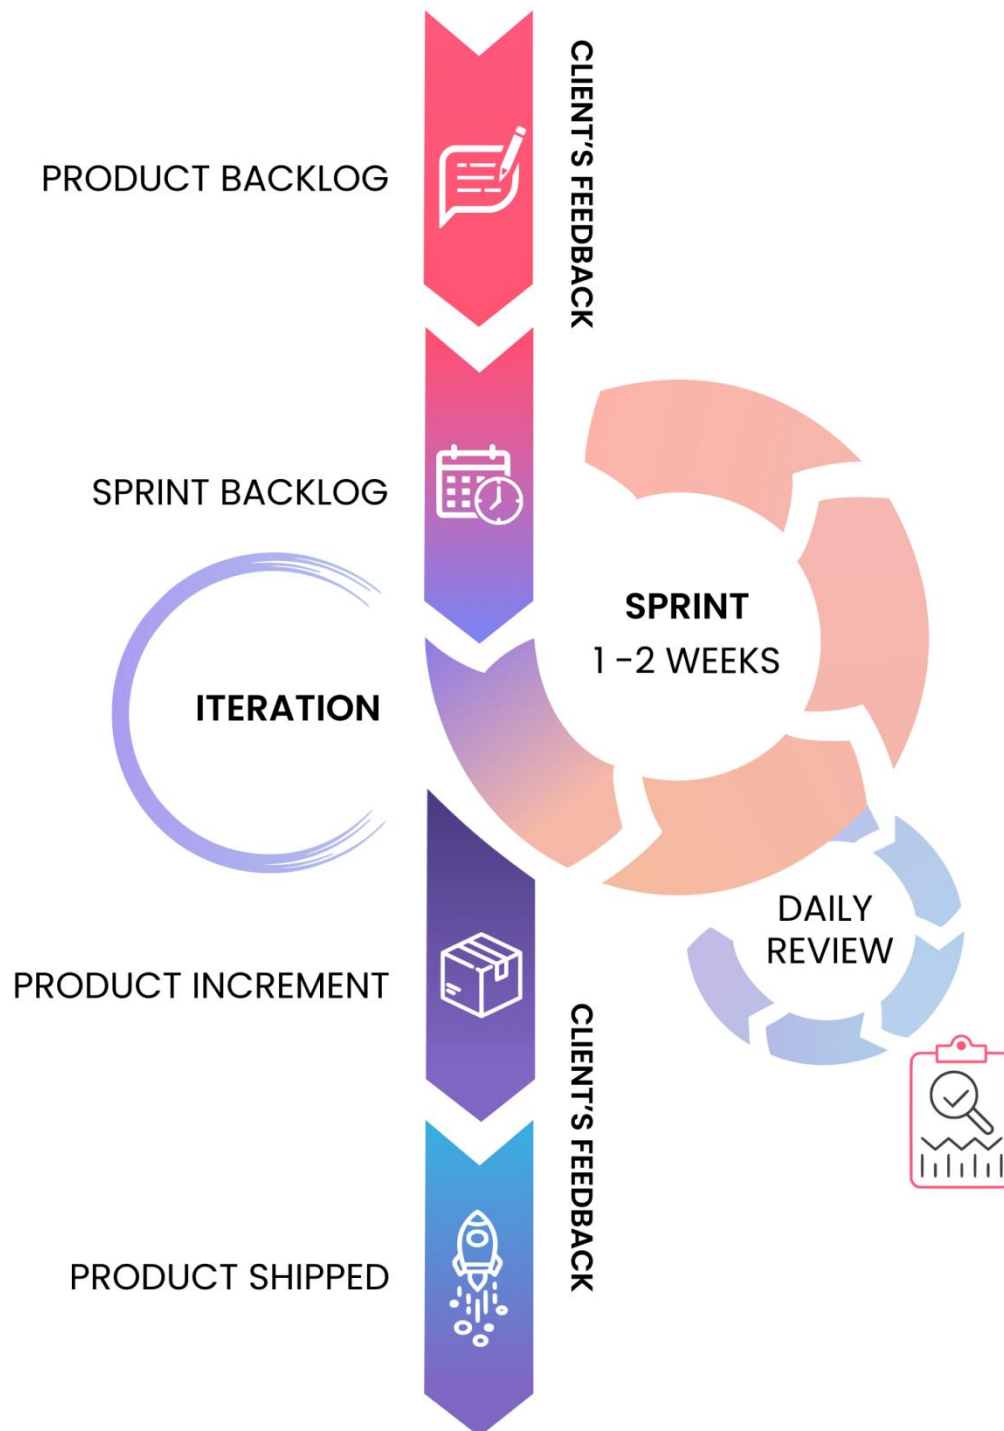 CLIENT'S FEEDBACK
PRODUCT BACKLOG
SPRINT BACKLOG
SPRINT
1 -2 WEEKS
ITERATION
DAILY
REVIEW
PRODUCT INCREMENT
CLIENT'S FEEDBACK
PRODUCT SHIPPED